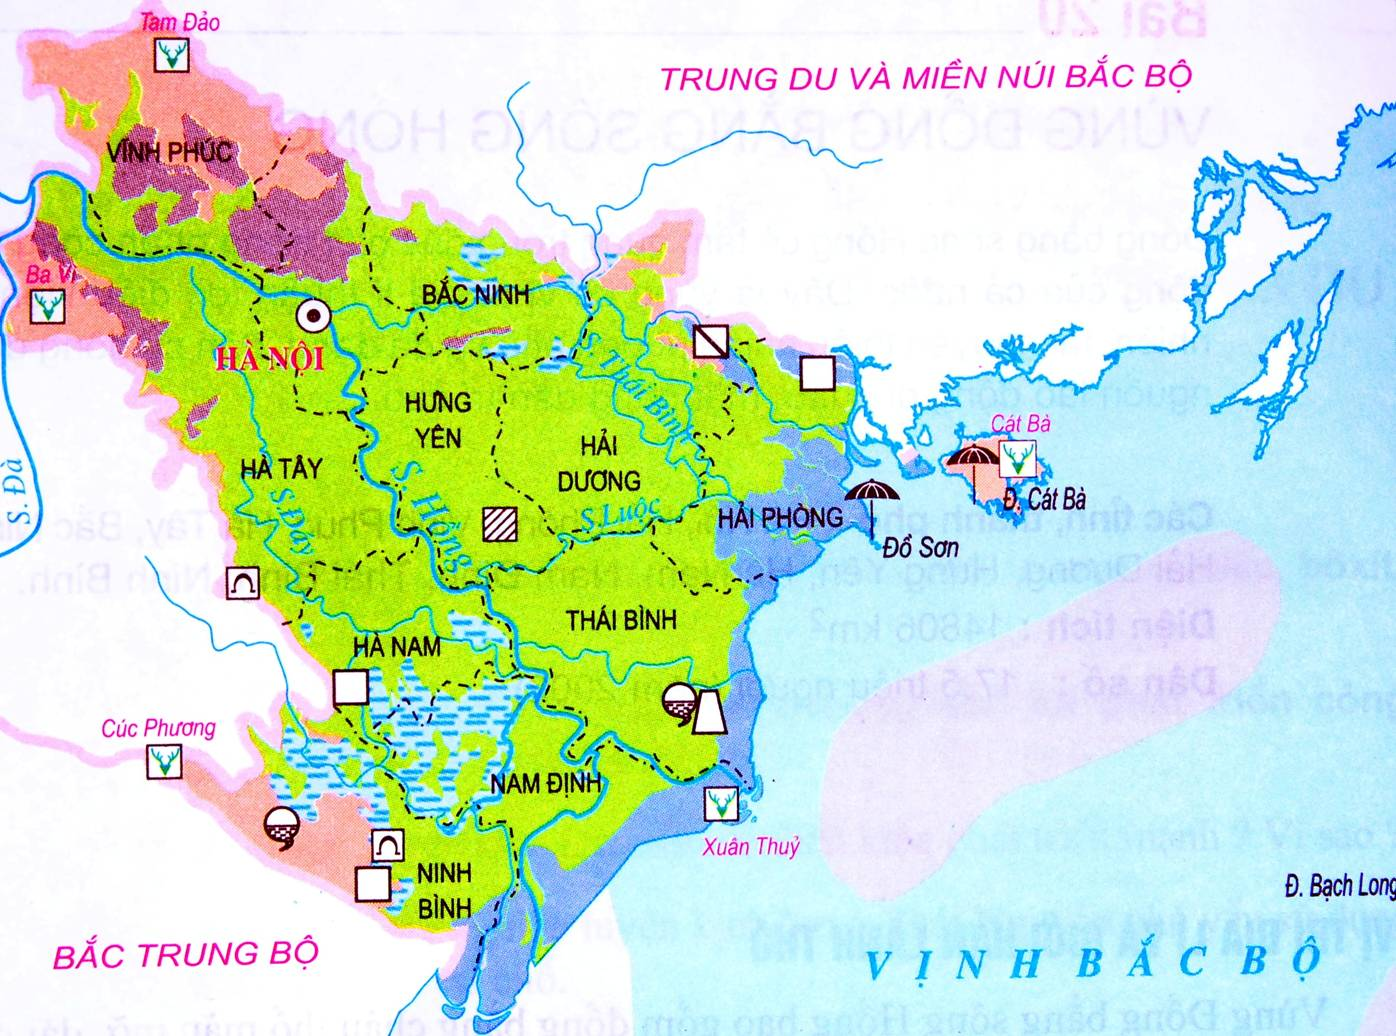 Tam Đảo
TRUNG DU VÀ MIỀN NÚI BẮC BỘ
VĨNH PHÚC
Ba Vì
BẮC NINH
HÀ NỘI
S. Thái Bình
HƯNG
YÊN
Cát Bà
HẢI
DƯƠNG
HÀ TÂY
S. Đà
S. Hồng
S. Đáy
S. Luộc
Đ. Cát Bà
HẢI PHÒNG
Đồ Sơn
THÁI BÌNH
HÀ NAM
Cúc Phương
NAM ĐỊNH
Xuân Thuỷ
NINH
BÌNH
Đ. Bạch Long
BẮC TRUNG BỘ
VỊNH BẮC BỘ